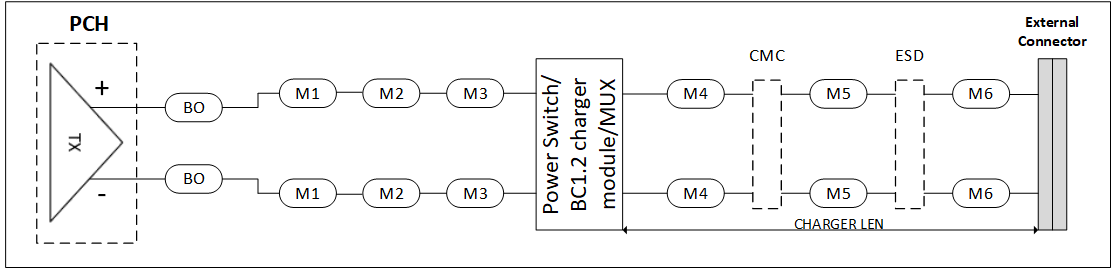 PCH
External
Connector
CMC
ESD
TX
+
-
BO
M1
M2
M3
Power Switch/
BC1.2 charger
module/MUX
M4
M5
M6
BO
M1
M2
M3
M4
M5
M6
CHARGER LEN